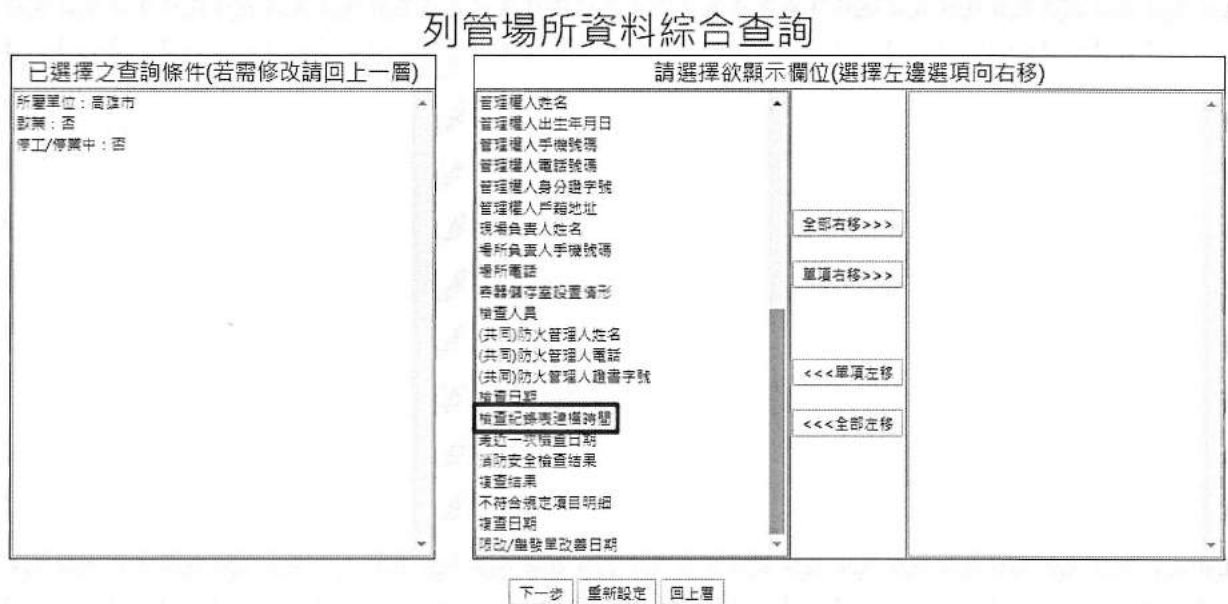 列管場所資料綜合查詢
已選擇之查詢條件(若需修改請回上一層)
所屬單位：高雄市
歇業：否
停工/停業中：否
請選擇欲顯示欄位(選擇左邊選項向右移)
管理權人姓名
管理權人出生年月日
管理權人手機號碼
管理權人電話號碼
管理權人身分證字號
管理權人戶籍地址
現場負責人姓名
場所負責人手機號碼
場所電話
容器儲存室設置情形
檢查人員
(共同)防火管理人姓名
(共同)防火管理人電話
(共同)防火管理人證書字號
檢查日期
檢查紀錄表建檔時間
最近一次檢查日期
消防安全檢查結果
複查結果
不符合規定項目明細
複查日期
限改/舉發單改善日期
全部右移>>>
單項右移>>>
<<<單項左移
<<<全部左移
下一步 重新設定 回上層